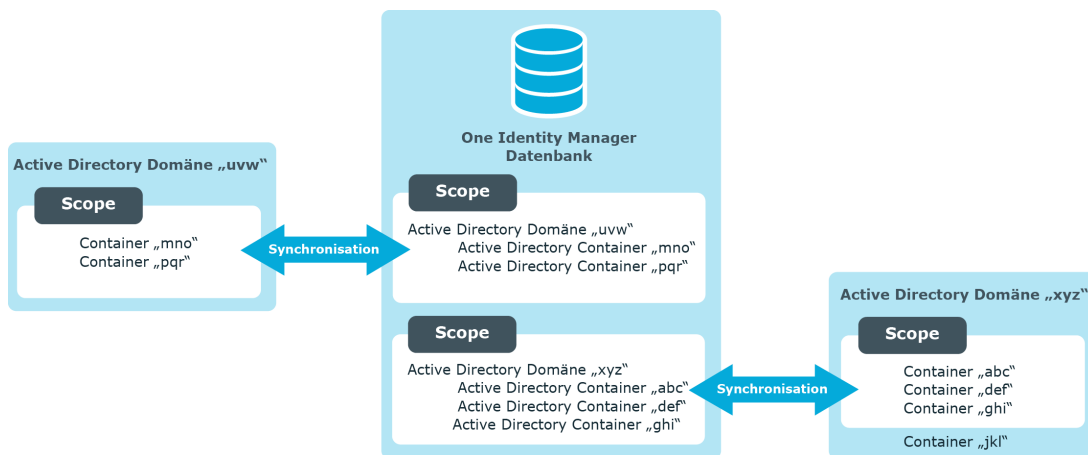 Active Directory Domäne „uvw“
Scope
Container „mno“
Container „pqr“
Synchronisation
One Identity Manager
Datenbank
Scope
Active Directory Domäne „uvw“
Active Directory Container „mno“
Active Directory Container „pqr“
Scope
Active Directory Domäne „xyz“
Active Directory Container „abc“
Active Directory Container „def“
Active Directory Container „ghi“
Synchronisation
Active Directory Domäne „xyz“
Scope
Container „abc“
Container „def“
Container „ghi“
Container „jkl“